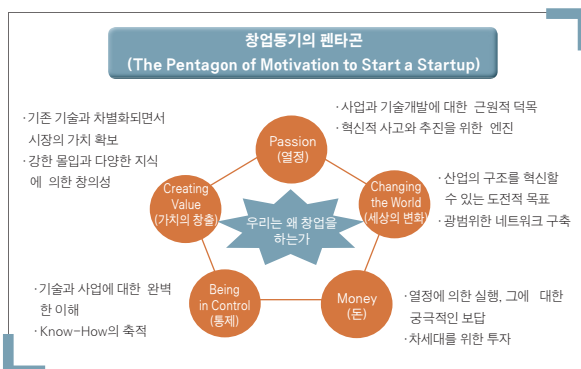 창업동기의 펜타곤
(The Pentagon of Motivation to Start a Startup)
·사업과 기술개발에 대한 근원적 덕목
·혁신적 사고와 추진을 위한 엔진
·기존 기술과 차별화되면서
시장의 가치 확보
·강한 몰입과 다양한 지식
에 의한 창의성
Passion
(열정)
Creating
Value
(가치의 창출)
Changing
the World
(세상의 변화)
·산업의 구조를 혁신할
수 있는 도전적 목표
·광범위한 네트워크 구축
우리는 왜 창업을
하는가
·기술과 사업에 대한 완벽
한 이해
·Know-How의 축적
Being
in Control
(통제)
Money
(돈)
·열정에 의한 실행, 그에 대한
궁극적인 보답
·차세대를 위한 투자